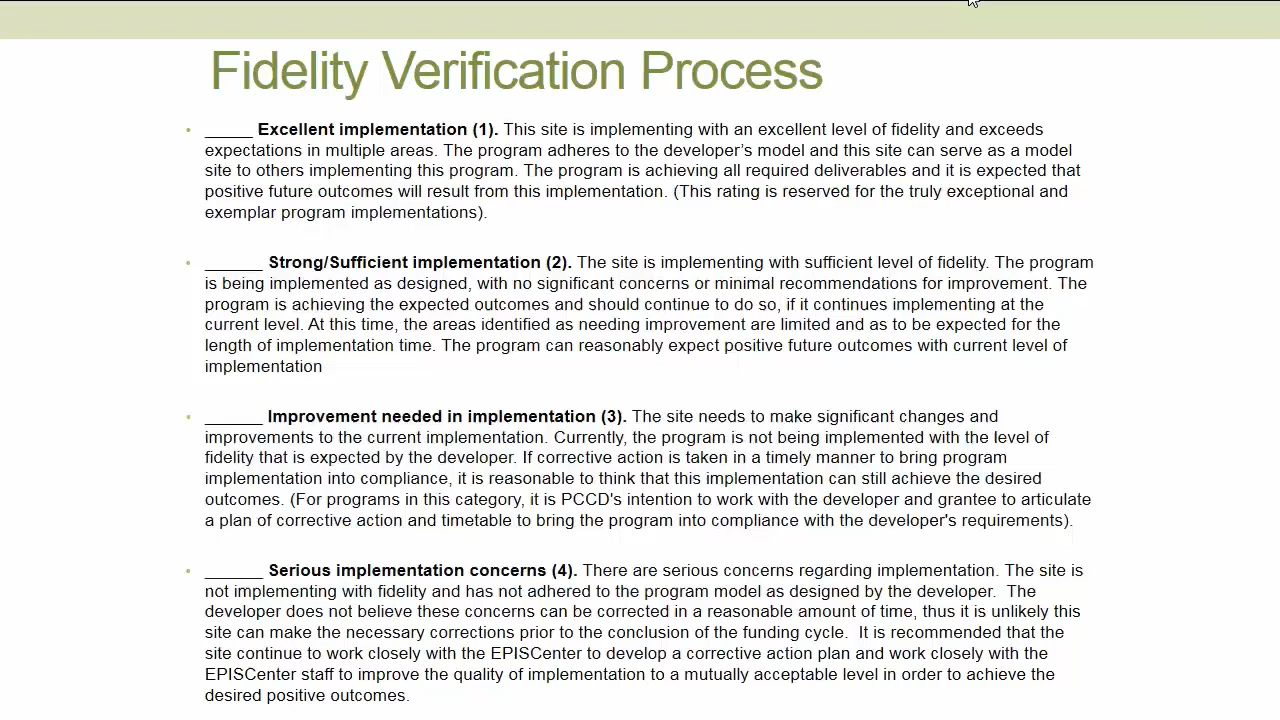 Fidelity Verification Process
• _____ Excellent implementation (1). This site is implementing with an excellent level of fidelity and exceeds
expectations in multiple areas. The program adheres to the developer's model and this site can serve as a model
site to others implementing this program. The program is achieving all required deliverables and it is expected that
positive future outcomes will result from this implementation. (This rating is reserved for the truly exceptional and
exemplar program implementations).
• ______ Strong/Sufficient implementation (2). The site is implementing with sufficient level of fidelity. The program
is being implemented as designed, with no significant concerns or minimal recommendations for improvement. The
program is achieving the expected outcomes and should continue to do so, if it continues implementing at the
current level. At this time, the areas identified as needing improvement are limited and as to be expected for the
length of implementation time. The program can reasonably expect positive future outcomes with current level of
implementation
• ______ Improvement needed in implementation (3). The site needs to make significant changes and
improvements to the current implementation. Currently, the program is not being implemented with the level of
fidelity that is expected by the developer. If corrective action is taken in a timely manner to bring program
implementation into compliance, it is reasonable to think that this implementation can still achieve the desired
outcomes. (For programs in this category, it is PCCD's intention to work with the developer and grantee to articulate
a plan of corrective action and timetable to bring the program into compliance with the developer's requirements).
• ______ Serious implementation concerns (4). There are serious concerns regarding implementation. The site is
not implementing with fidelity and has not adhered to the program model as designed by the developer.  The
developer does not believe these concerns can be corrected in a reasonable amount of time, thus it is unlikely this
site can make the necessary corrections prior to the conclusion of the funding cycle.  It is recommended that the
site continue to work closely with the EPISCenter to develop a corrective action plan and work closely with the
EPISCenter staff to improve the quality of implementation to a mutually acceptable level in order to achieve the
desired positive outcomes.